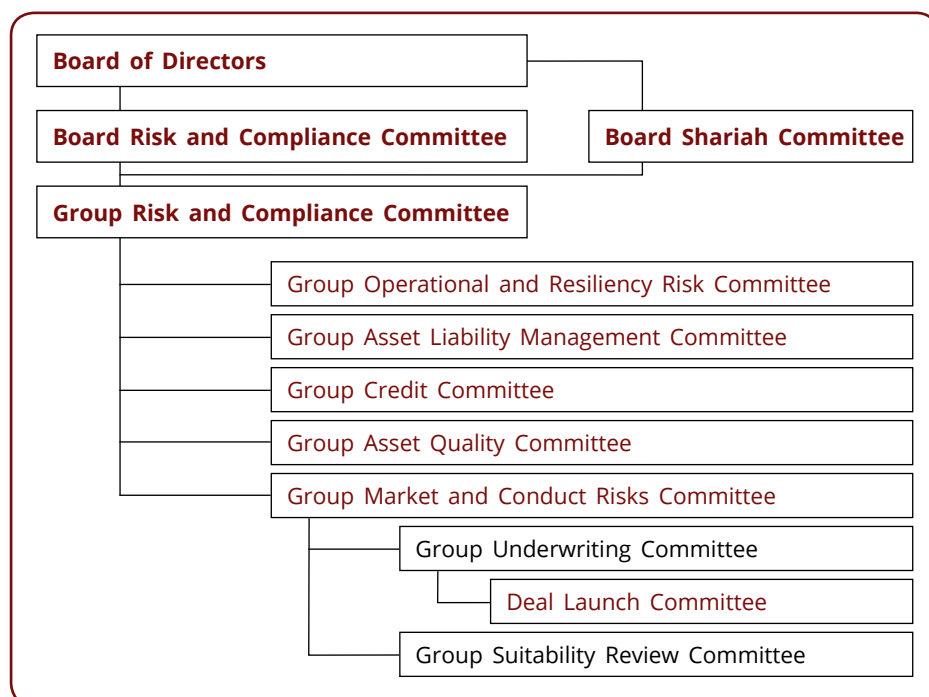 Board of Directors
Board Risk and Compliance Committee
Board Shariah Committee
Group Risk and Compliance Committee
Group Operational and Resiliency Risk Committee
Group Asset Liability Management Committee
Group Credit Committee
Group Asset Quality Committee
Group Market and Conduct Risks Committee
Group Underwriting Committee
Deal Launch Committee
Group Suitability Review Committee